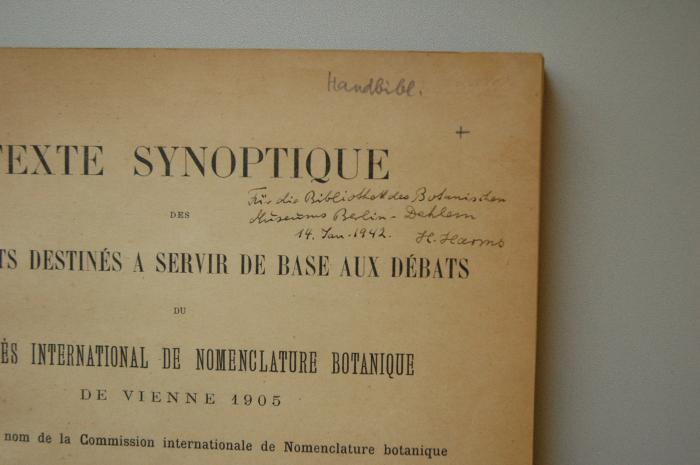 Handbibl.
+
TEXTE SYNOPTIQUE
Für die Bibliothek des Botanischen
DES
Museums Berlin-Dahlem
14. Jan. 1942. H. Harms
TS DESTINÉS A SERVIR DE BASE AUX DÉBATS
DU
ÈS INTERNATIONAL DE NOMENCLATURE BOTANIQUE
DE VIENNE 1905
nom de la Commission internationale de Nomenclature botanique